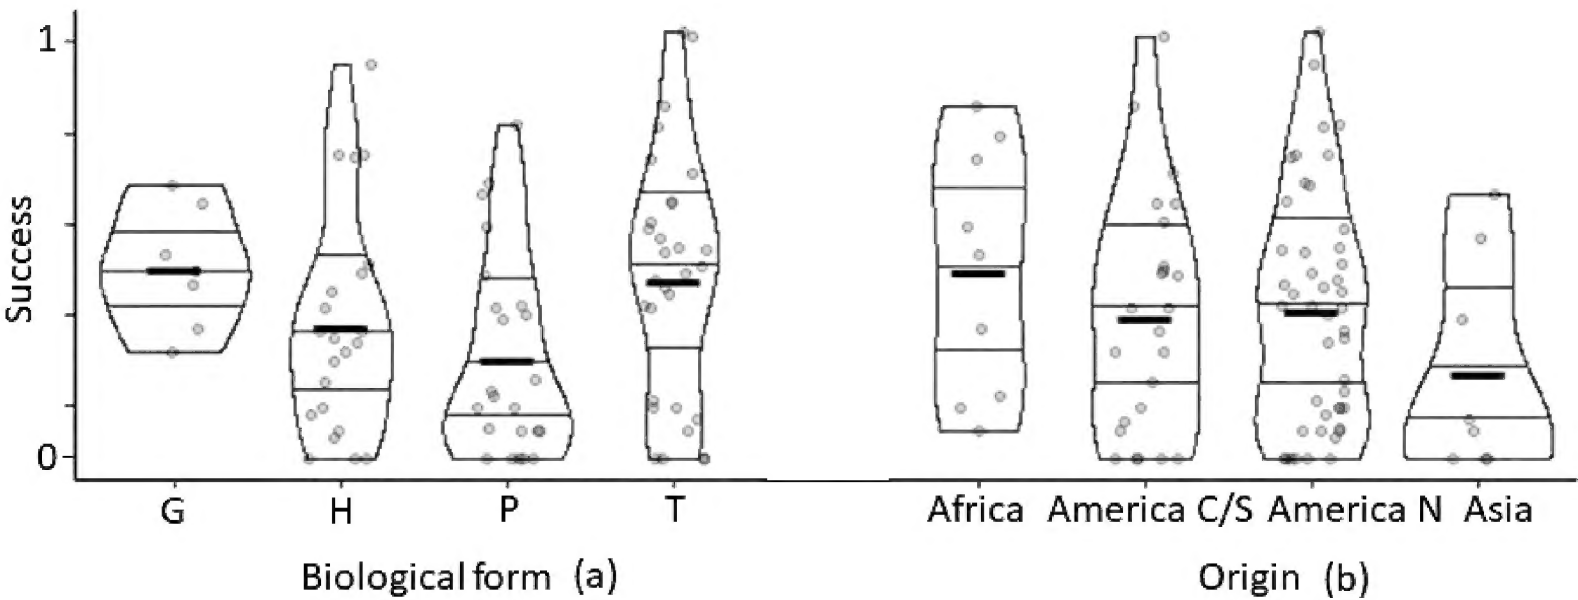 Success
1
0
G H P T
Africa America C/S America N Asia
Biological form (a)
Origin (b)